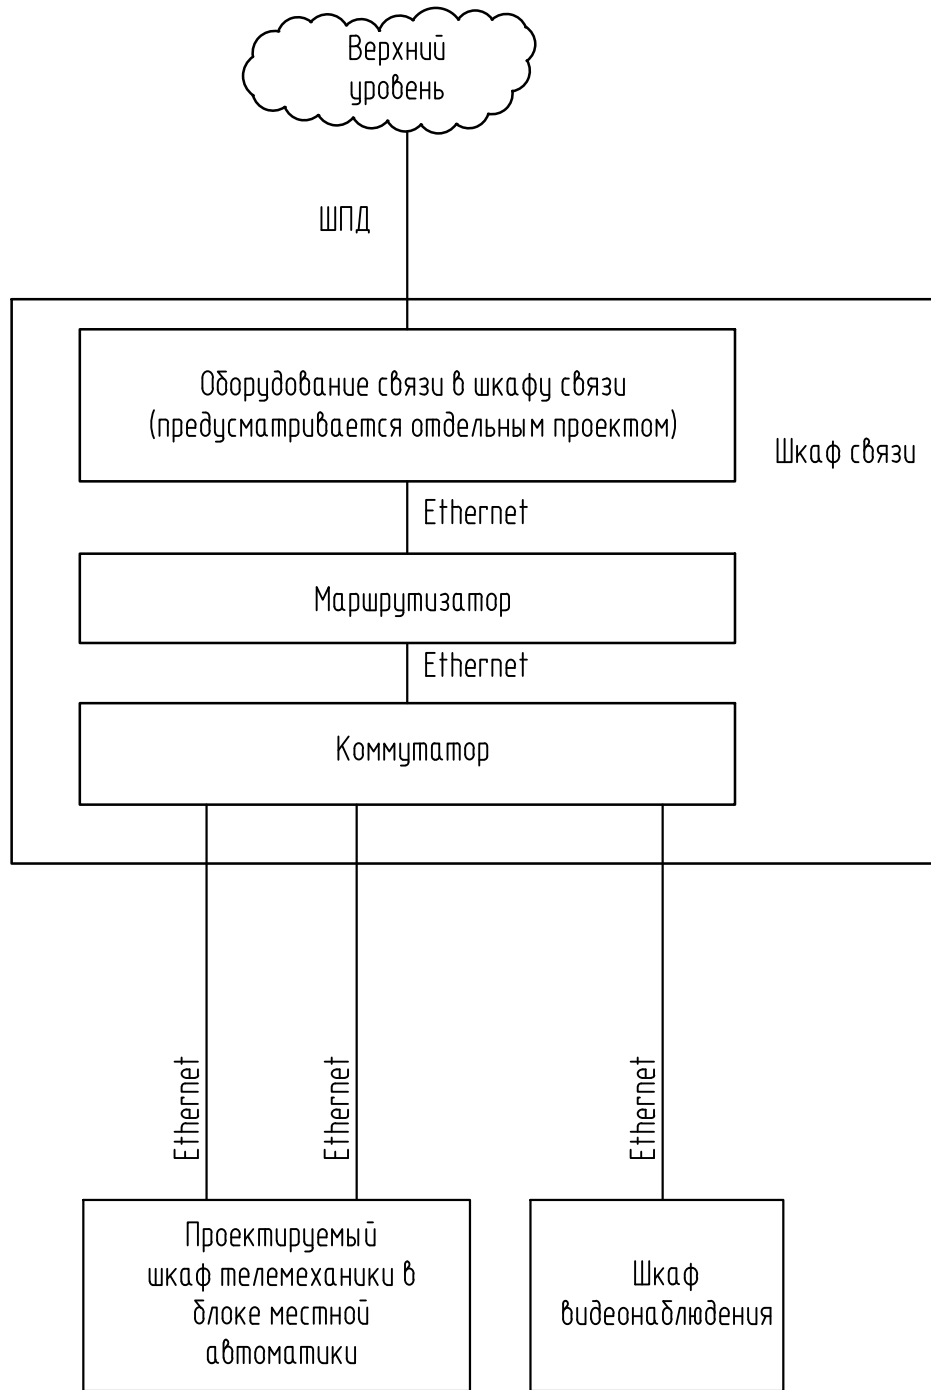 Верхний
уровень
ШПД
Оборудование связи в шкафу связи
(предусматривается отдельным проектом)
Шкаф связи
Ethernet
Маршрутизатор
Ethernet
Коммутатор
Ethernet
Ethernet
Ethernet
Проектируемый
шкаф телемеханики в
блоке местной
автоматики
Шкаф
видеонаблюдения